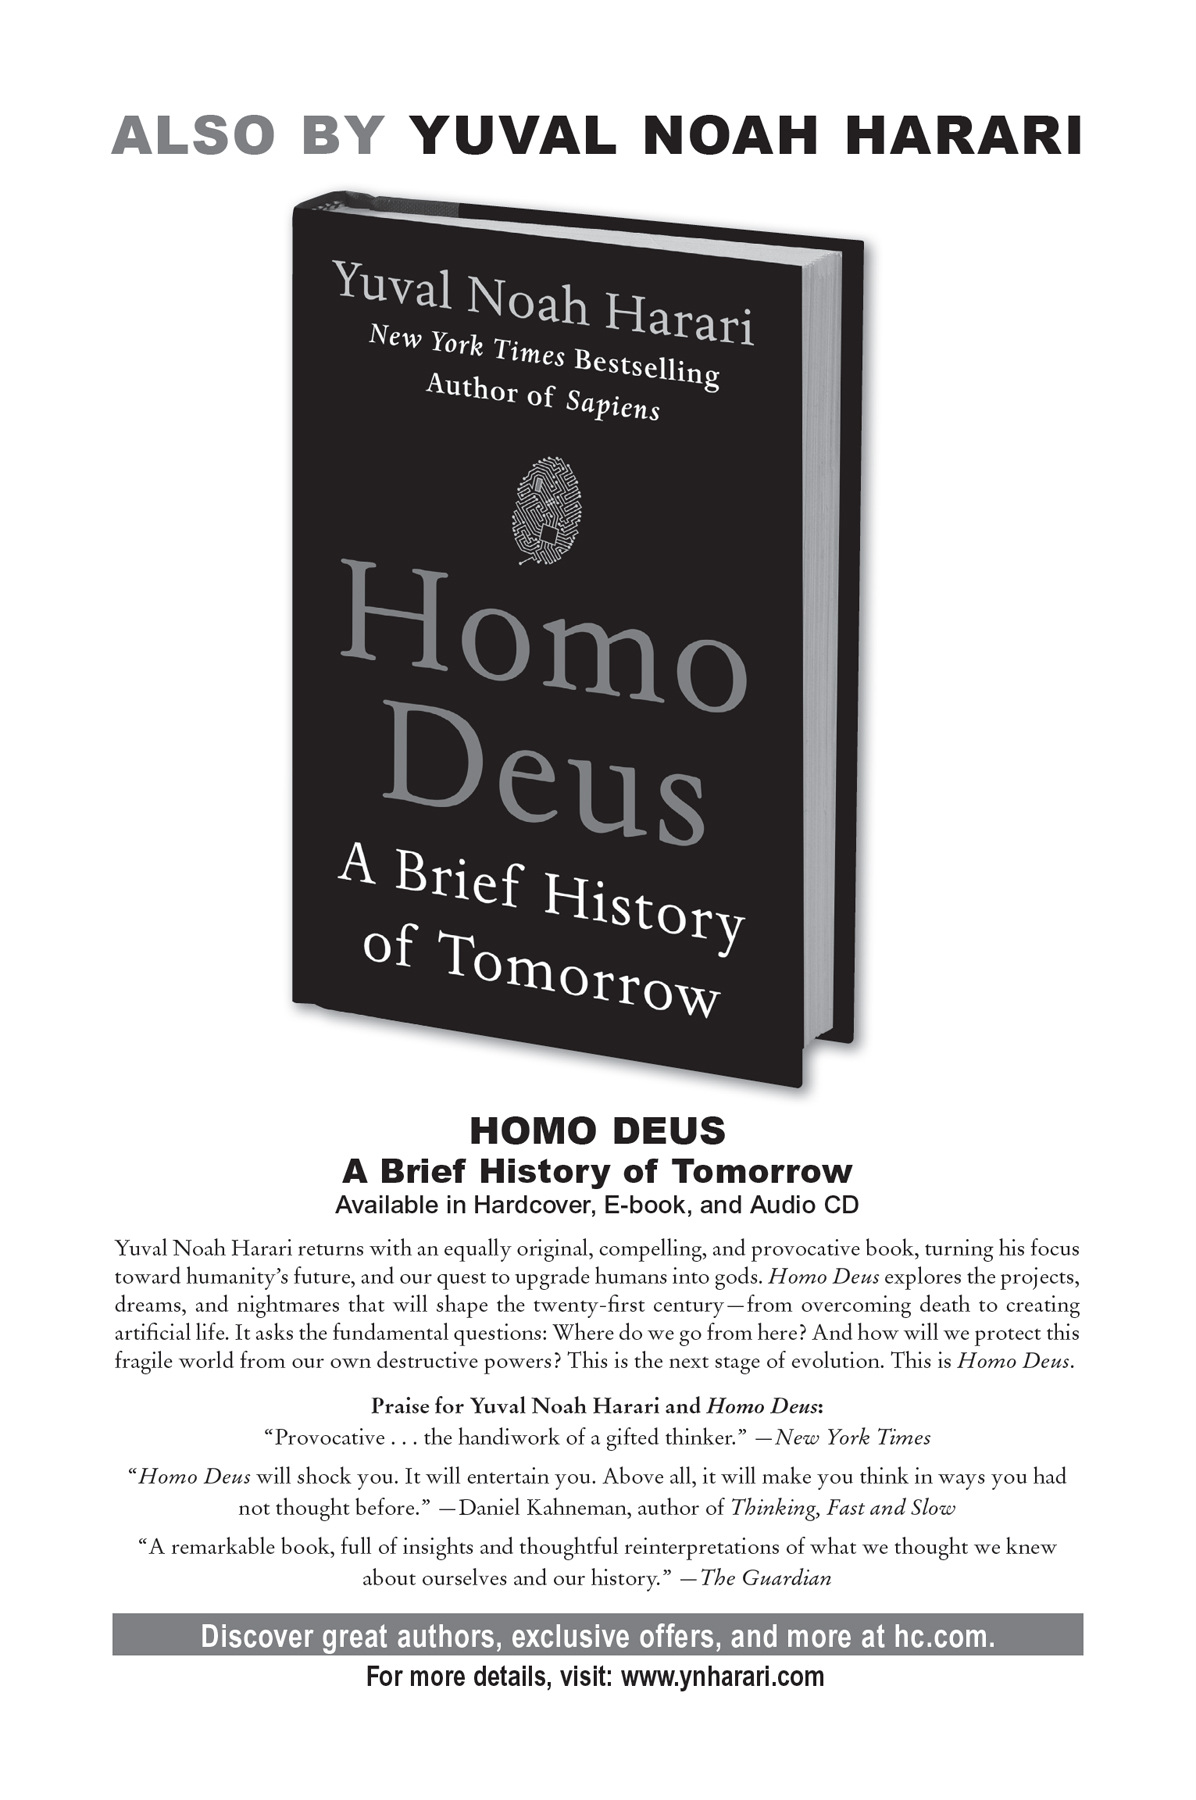 ALSO BY YUVAL NOAH HARARI
Yuval Noah Harari
New York Times Bestselling
Author of Sapiens
Homo
Deus
A Brief History
of Tomorrow
HOMO DEUS
A Brief History of Tomorrow
Available in Hardcover, E-book, and Audio CD
Yuval Noah Harari returns with an equally original, compelling, and provocative book, turning his focus
toward humanity’s future, and our quest to upgrade humans into gods. Homo Deus explores the projects,
dreams, and nightmares that will shape the twenty-first century—from overcoming death to creating
artificial life. It asks the fundamental questions: Where do we go from here? And how will we protect this
fragile world from our own destructive powers? This is the next stage of evolution. This is Homo Deus.
Praise for Yuval Noah Harari and Homo Deus:
“Provocative . . . the handiwork of a gifted thinker.” —New York Times
“Homo Deus will shock you. It will entertain you. Above all, it will make you think in ways you had
not thought before.” —Daniel Kahneman, author of Thinking, Fast and Slow
“A remarkable book, full of insights and thoughtful reinterpretations of what we thought we knew
about ourselves and our history.” —The Guardian
Discover great authors, exclusive offers, and more at hc.com.
For more details, visit: www.ynharari.com